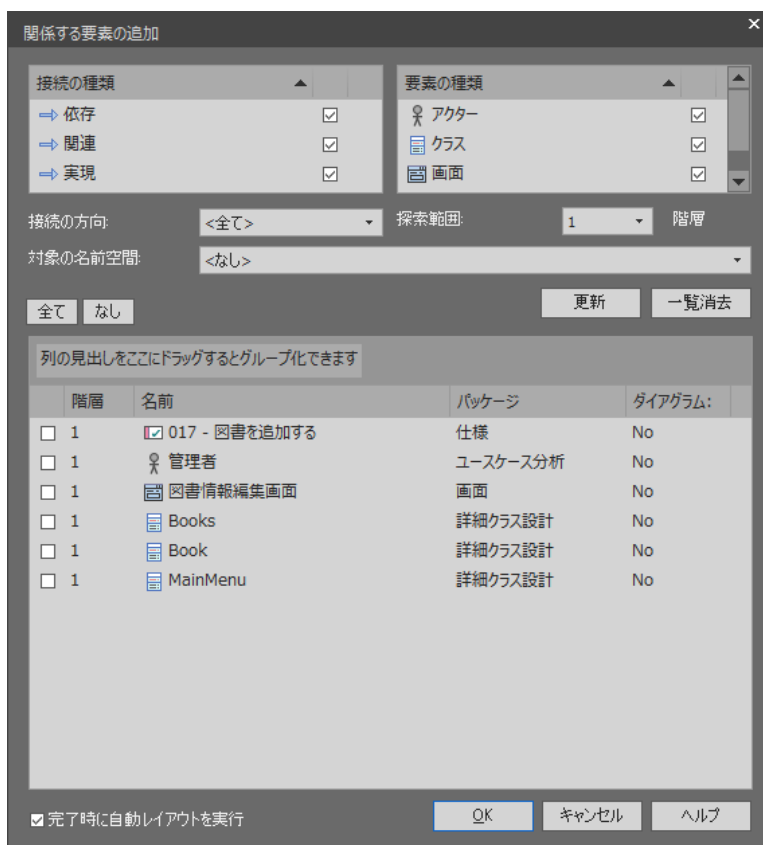 関係する要素の追加
接続の種類
依存
関連
実現
要素の種類
アクター
クラス
画面
接続の方向: <全て> 探索範囲: 1 階層
対象の名前空間: <なし>
全て なし 更新 一覧消去
列の見出しをここにドラッグするとグループ化できます
階層 名前 パッケージ ダイアグラム:
1 017 - 図書を追加する 仕様 No
1 管理者 ユースケース分析 No
1 図書情報編集画面 画面 No
1 Books 詳細クラス設計 No
1 Book 詳細クラス設計 No
1 MainMenu 詳細クラス設計 No
完了時に自動レイアウトを実行 OK キャンセル ヘルプ